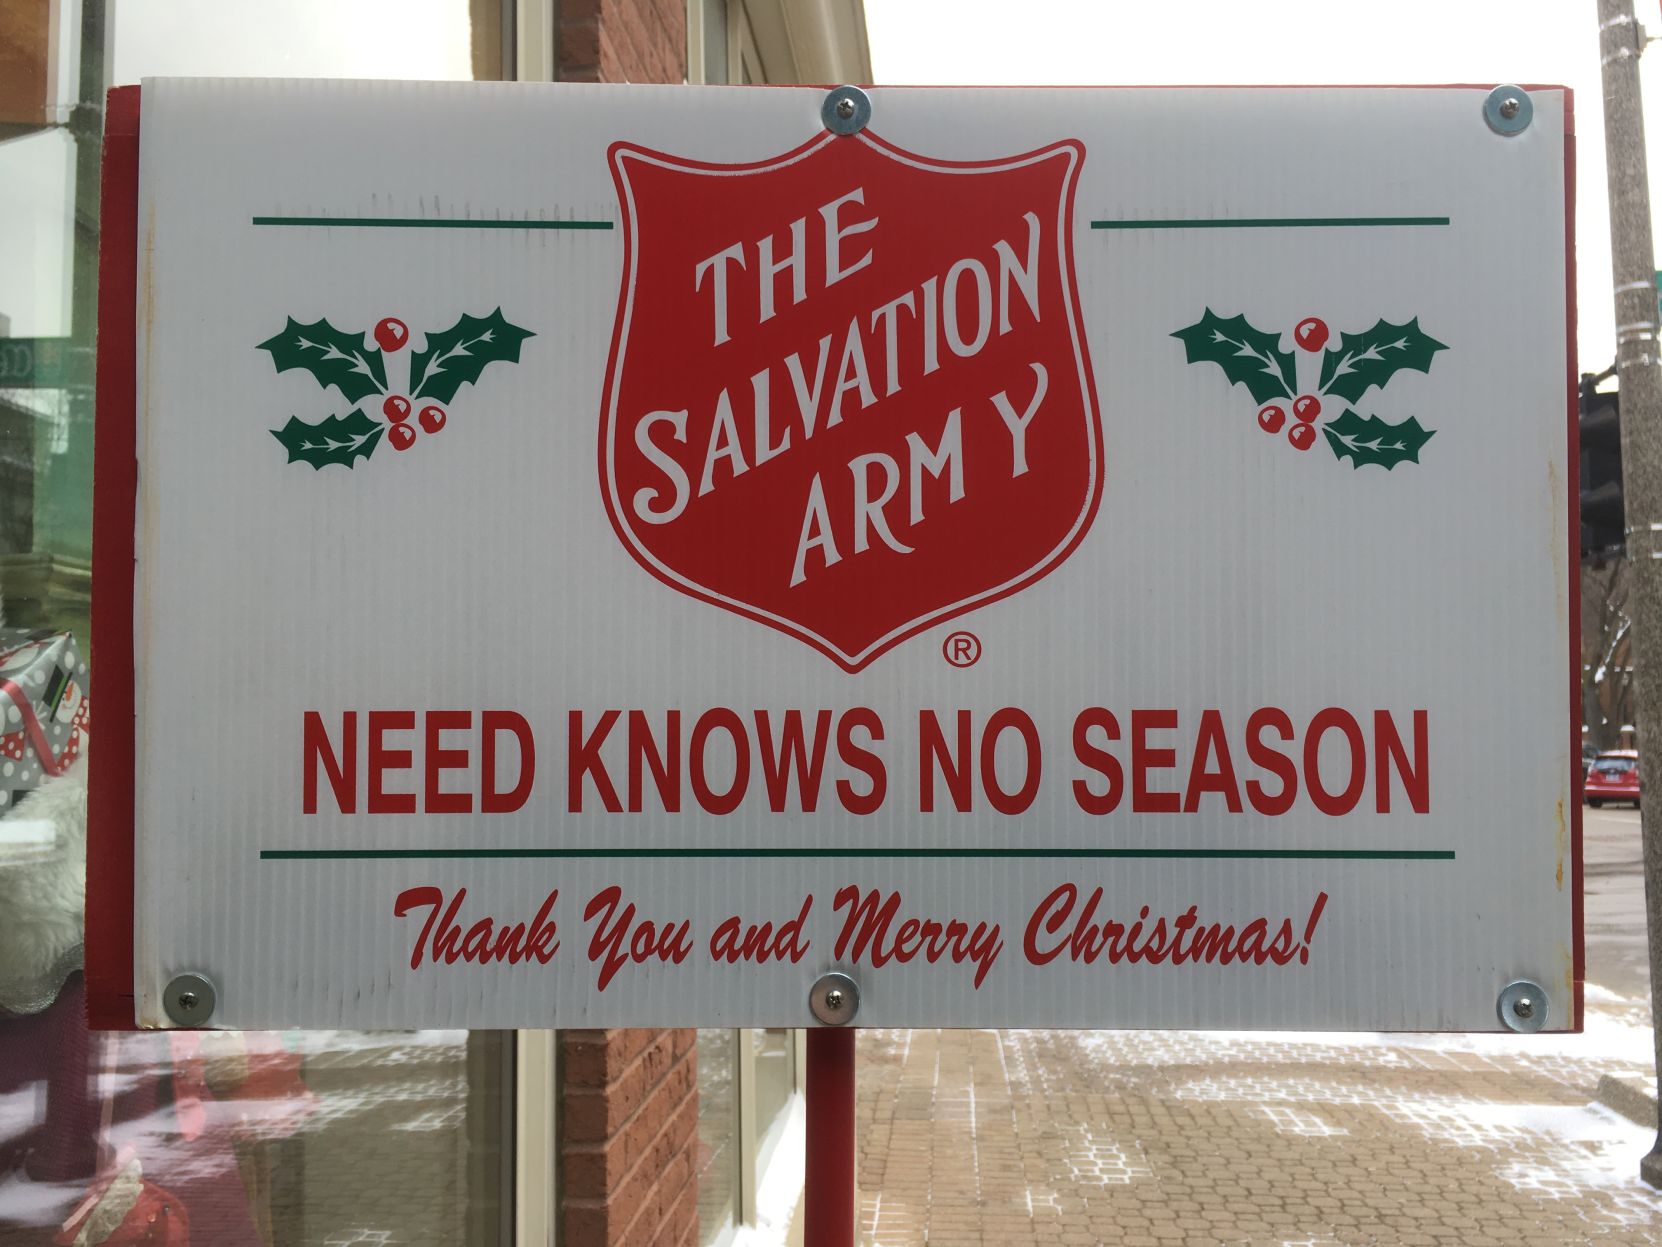 THE
SALVATION
ARMY
®
NEED KNOWS NO SEASON
Thank You and Merry Christmas!